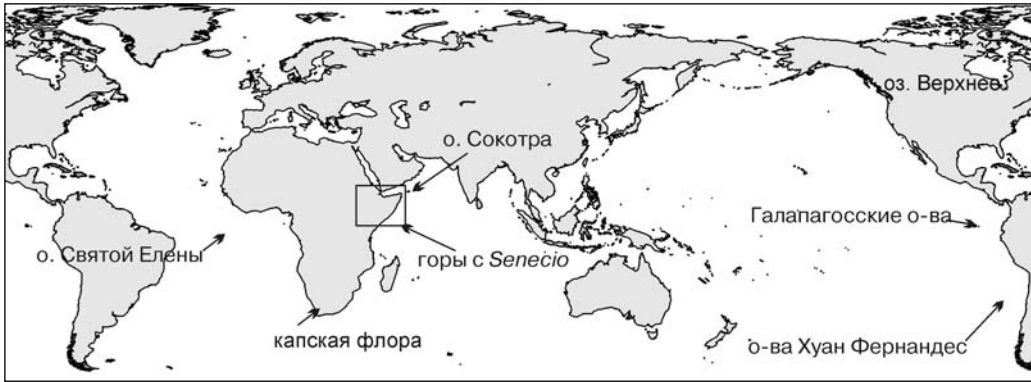 оз. Верхнее
о. Сокотра
Галапагосские о-ва
о. Святой Елены
горы с Senecio
капская флора
о-ва Хуан Фернандес